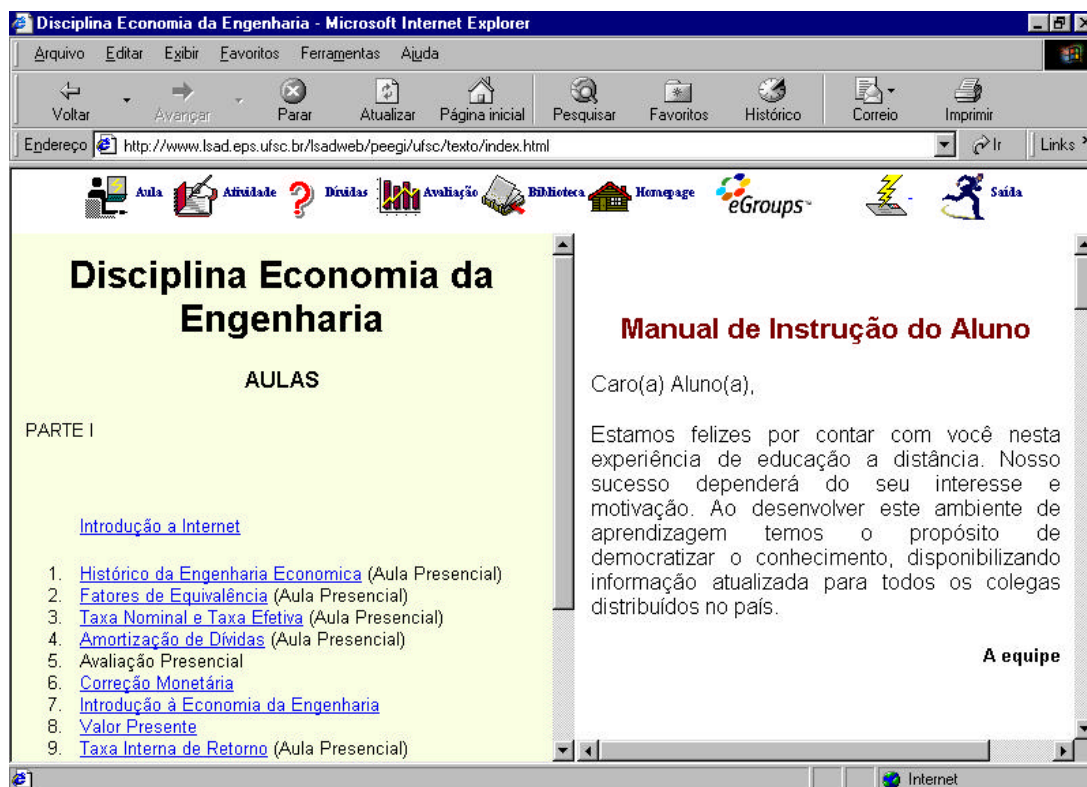 Disciplina Economia da Engenharia - Microsoft Internet Explorer
Arquivo Editar Exibir Favoritos Ferramentas Ajuda
Voltar Avançar Parar Atualizar Página inicial Pesquisar Favoritos Histórico Correio Imprimir
Endereço http://www.lsad.eps.ufsc.br/lsadweb/peegi/ufsc/texto/index.html Ir Links
Aula Atividade Dívidas Avaliação Biblioteca Homepage eGroups Saída
Disciplina Economia da
Engenharia
AULAS
PARTE I
Introdução a Internet
1. Histórico da Engenharia Economica (Aula Presencial)
2. Fatores de Equivalência (Aula Presencial)
3. Taxa Nominal e Taxa Efetiva (Aula Presencial)
4. Amortização de Dívidas (Aula Presencial)
5. Avaliação Presencial
6. Correção Monetária
7. Introdução à Economia da Engenharia
8. Valor Presente
9. Taxa Interna de Retorno (Aula Presencial)
Manual de Instrução do Aluno
Caro(a) Aluno(a),
Estamos felizes por contar com você nesta
experiência de educação a distância. Nosso
sucesso dependerá do seu interesse e
motivação. Ao desenvolver este ambiente de
aprendizagem temos o propósito de
democratizar o conhecimento, disponibilizando
informação atualizada para todos os colegas
distribuídos no país.
A equipe
Internet